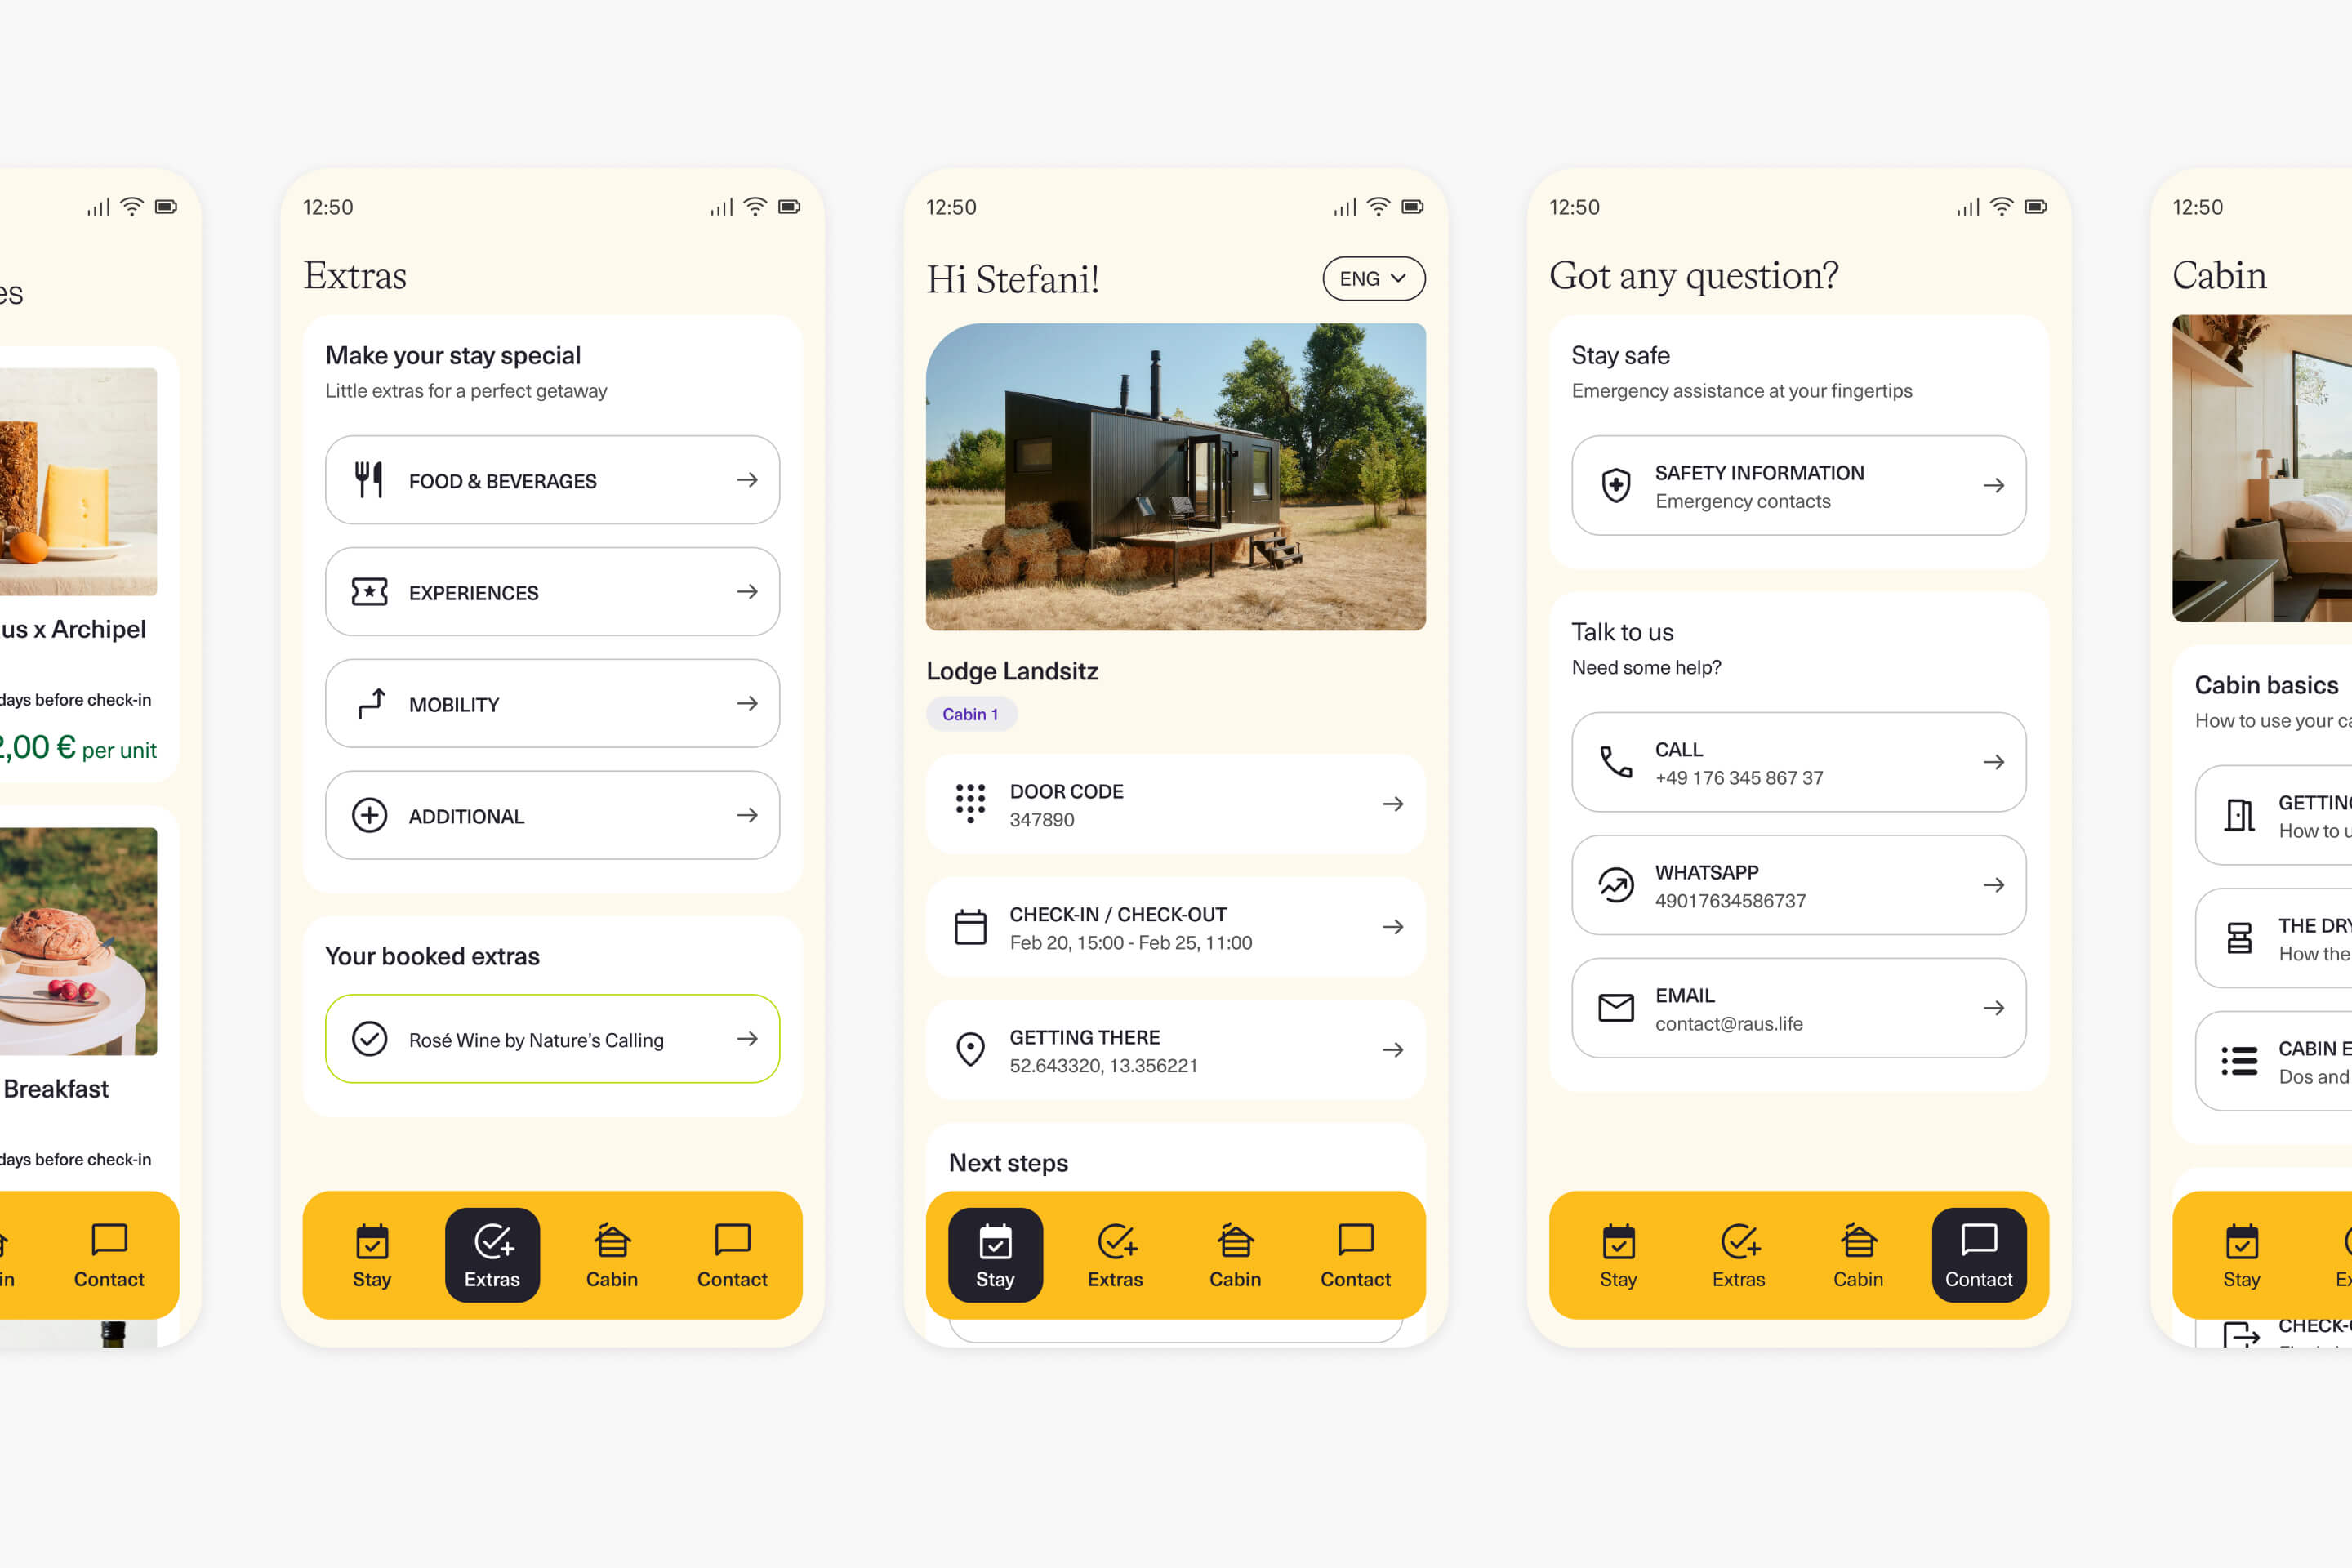 es
us x Archipel
days before check-in
2,00 € per unit
Breakfast
days before check-in
in
Contact
12:50
Extras
Make your stay special
Little extras for a perfect getaway
FOOD & BEVERAGES
EXPERIENCES
MOBILITY
ADDITIONAL
Your booked extras
Rosé Wine by Nature’s Calling
Stay
Extras
Cabin
Contact
12:50
Hi Stefani!
ENG
Lodge Landsitz
Cabin 1
DOOR CODE
347890
CHECK-IN / CHECK-OUT
Feb 20, 15:00 - Feb 25, 11:00
GETTING THERE
52.643320, 13.356221
Next steps
Stay
Extras
Cabin
Contact
12:50
Got any question?
Stay safe
Emergency assistance at your fingertips
SAFETY INFORMATION
Emergency contacts
Talk to us
Need some help?
CALL
+49 176 345 867 37
WHATSAPP
49017634586737
EMAIL
contact@raus.life
Stay
Extras
Cabin
Contact
12:50
Cabin
Cabin basics
How to use your ca
GETTING
How to u
THE DRY
How the
CABIN E
Dos and
Stay
Ex
CHECK-O